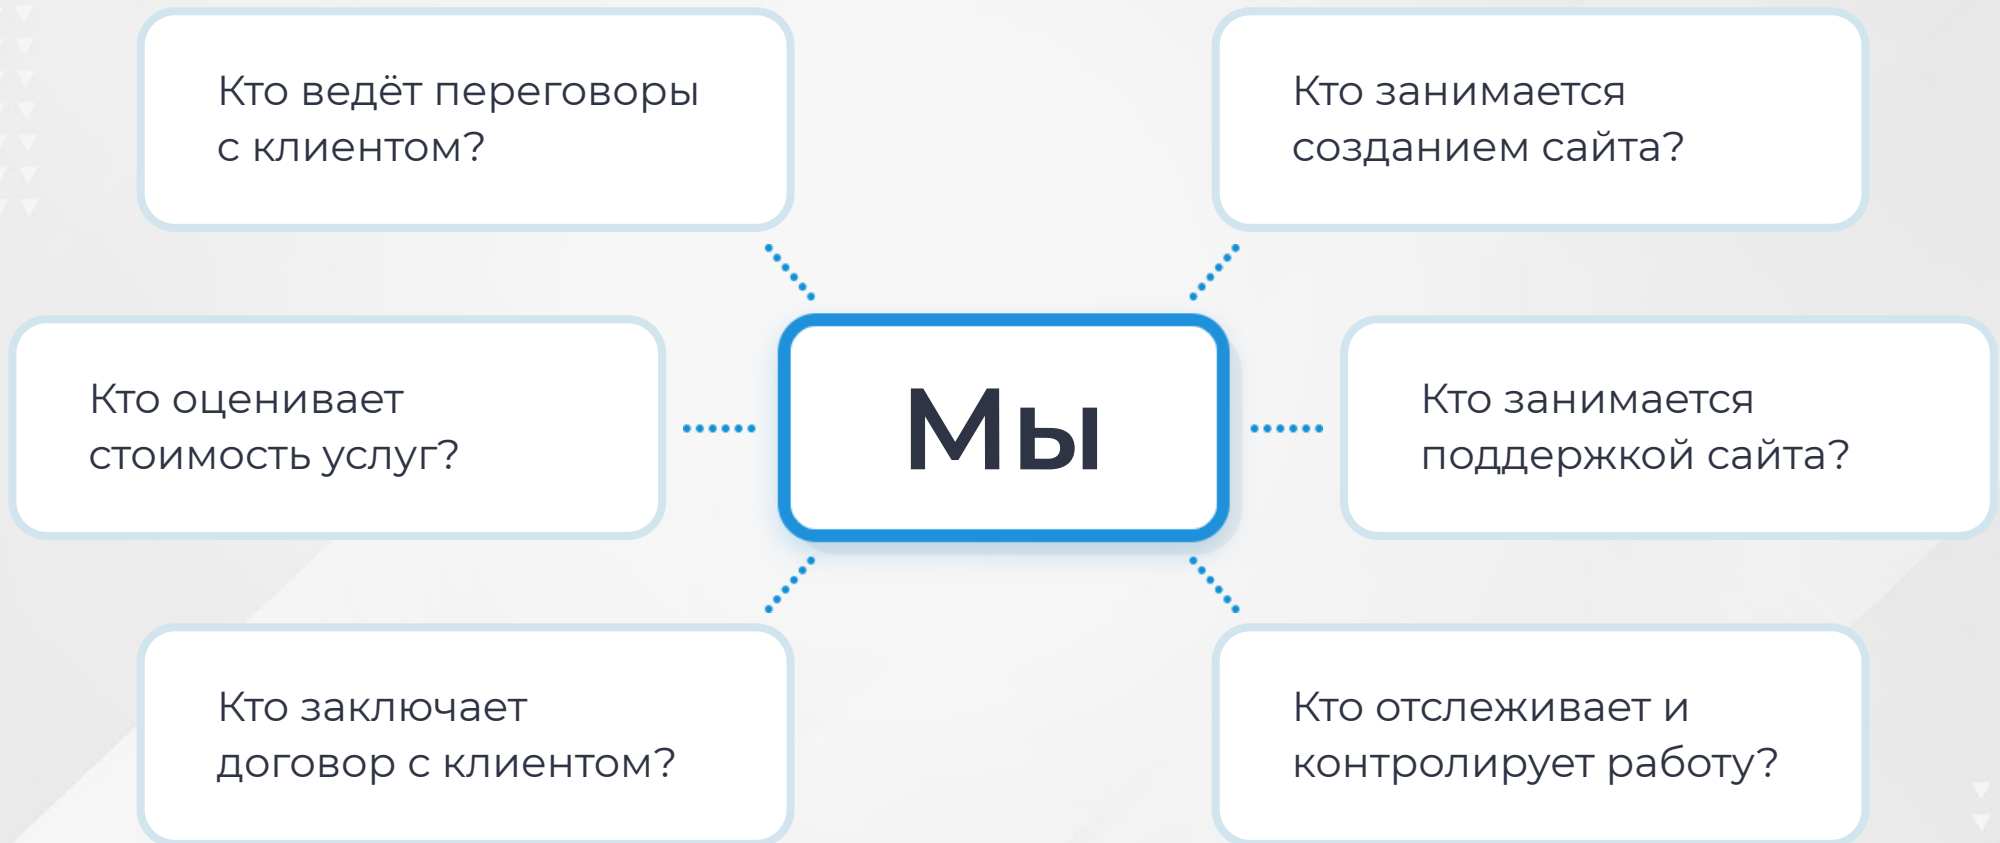 Кто ведёт переговоры
с клиентом?
Кто занимается
созданием сайта?
Кто оценивает
стоимость услуг?
Мы
Кто занимается
поддержкой сайта?
Кто заключает
договор с клиентом?
Кто отслеживает и
контролирует работу?